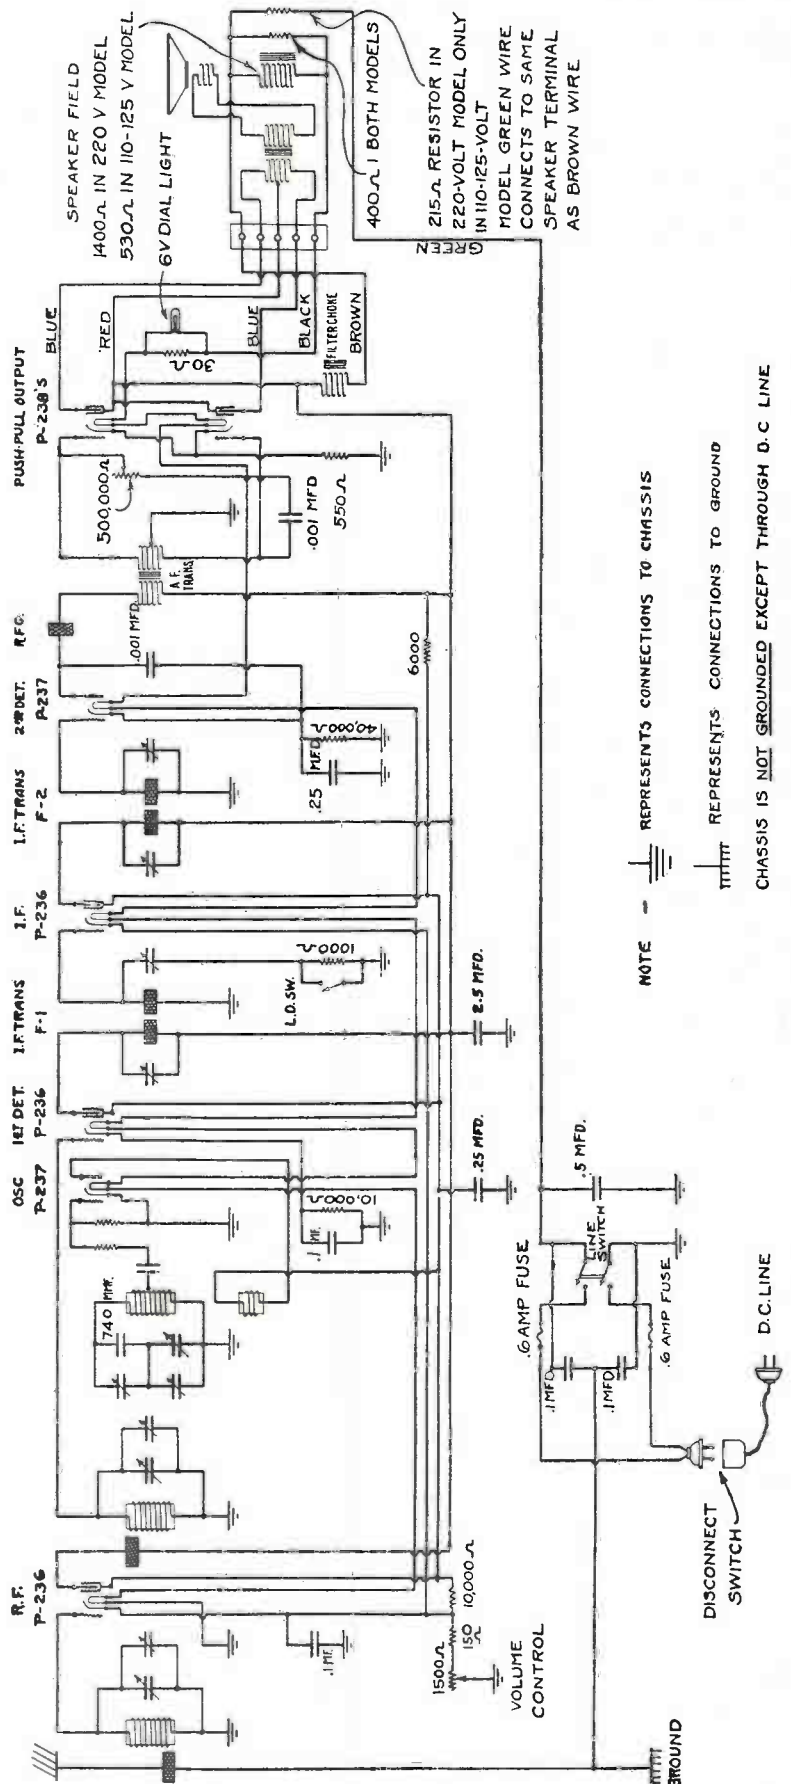 R.F.
P-236
OSC
P-237
1ST DET.
P-236
I.F. TRANS
F-1
I.F.
P-236
I.F. TRANS
F-2
2ND DET.
P-237
R.F.C.
PUSH-PULL OUTPUT
P-238'S
SPEAKER FIELD
1400Ω IN 220 V MODEL
530Ω IN 110-125 V MODEL.
6V DIAL LIGHT
BLUE
RED
30Ω
BLUE
BLACK
BROWN
FILTER CHOKE
400Ω | BOTH MODELS
215Ω RESISTOR IN
220-VOLT MODEL ONLY
IN 110-125-VOLT
MODEL GREEN WIRE
CONNECTS TO SAME
SPEAKER TERMINAL
AS BROWN WIRE
GREEN
740 MMF.
.1 MF.
10,000Ω
L.D. SW.
1000Ω
.25 MFD
40,000Ω
.001 MFD
A.F.
TRANS
500,000Ω
.001 MFD
550Ω
6000
.1 MF.
1500Ω
150
Ω
10,000Ω
VOLUME
CONTROL
.25 MFD.
2.5 MFD.
.6 AMP FUSE
LINE
SWITCH
.5 MFD.
.1 MFD
.1 MFD
.6 AMP FUSE
D.C. LINE
DISCONNECT
SWITCH
GROUND
NOTE - REPRESENTS CONNECTIONS TO CHASSIS
REPRESENTS CONNECTIONS TO GROUND
CHASSIS IS NOT GROUNDED EXCEPT THROUGH D.C LINE